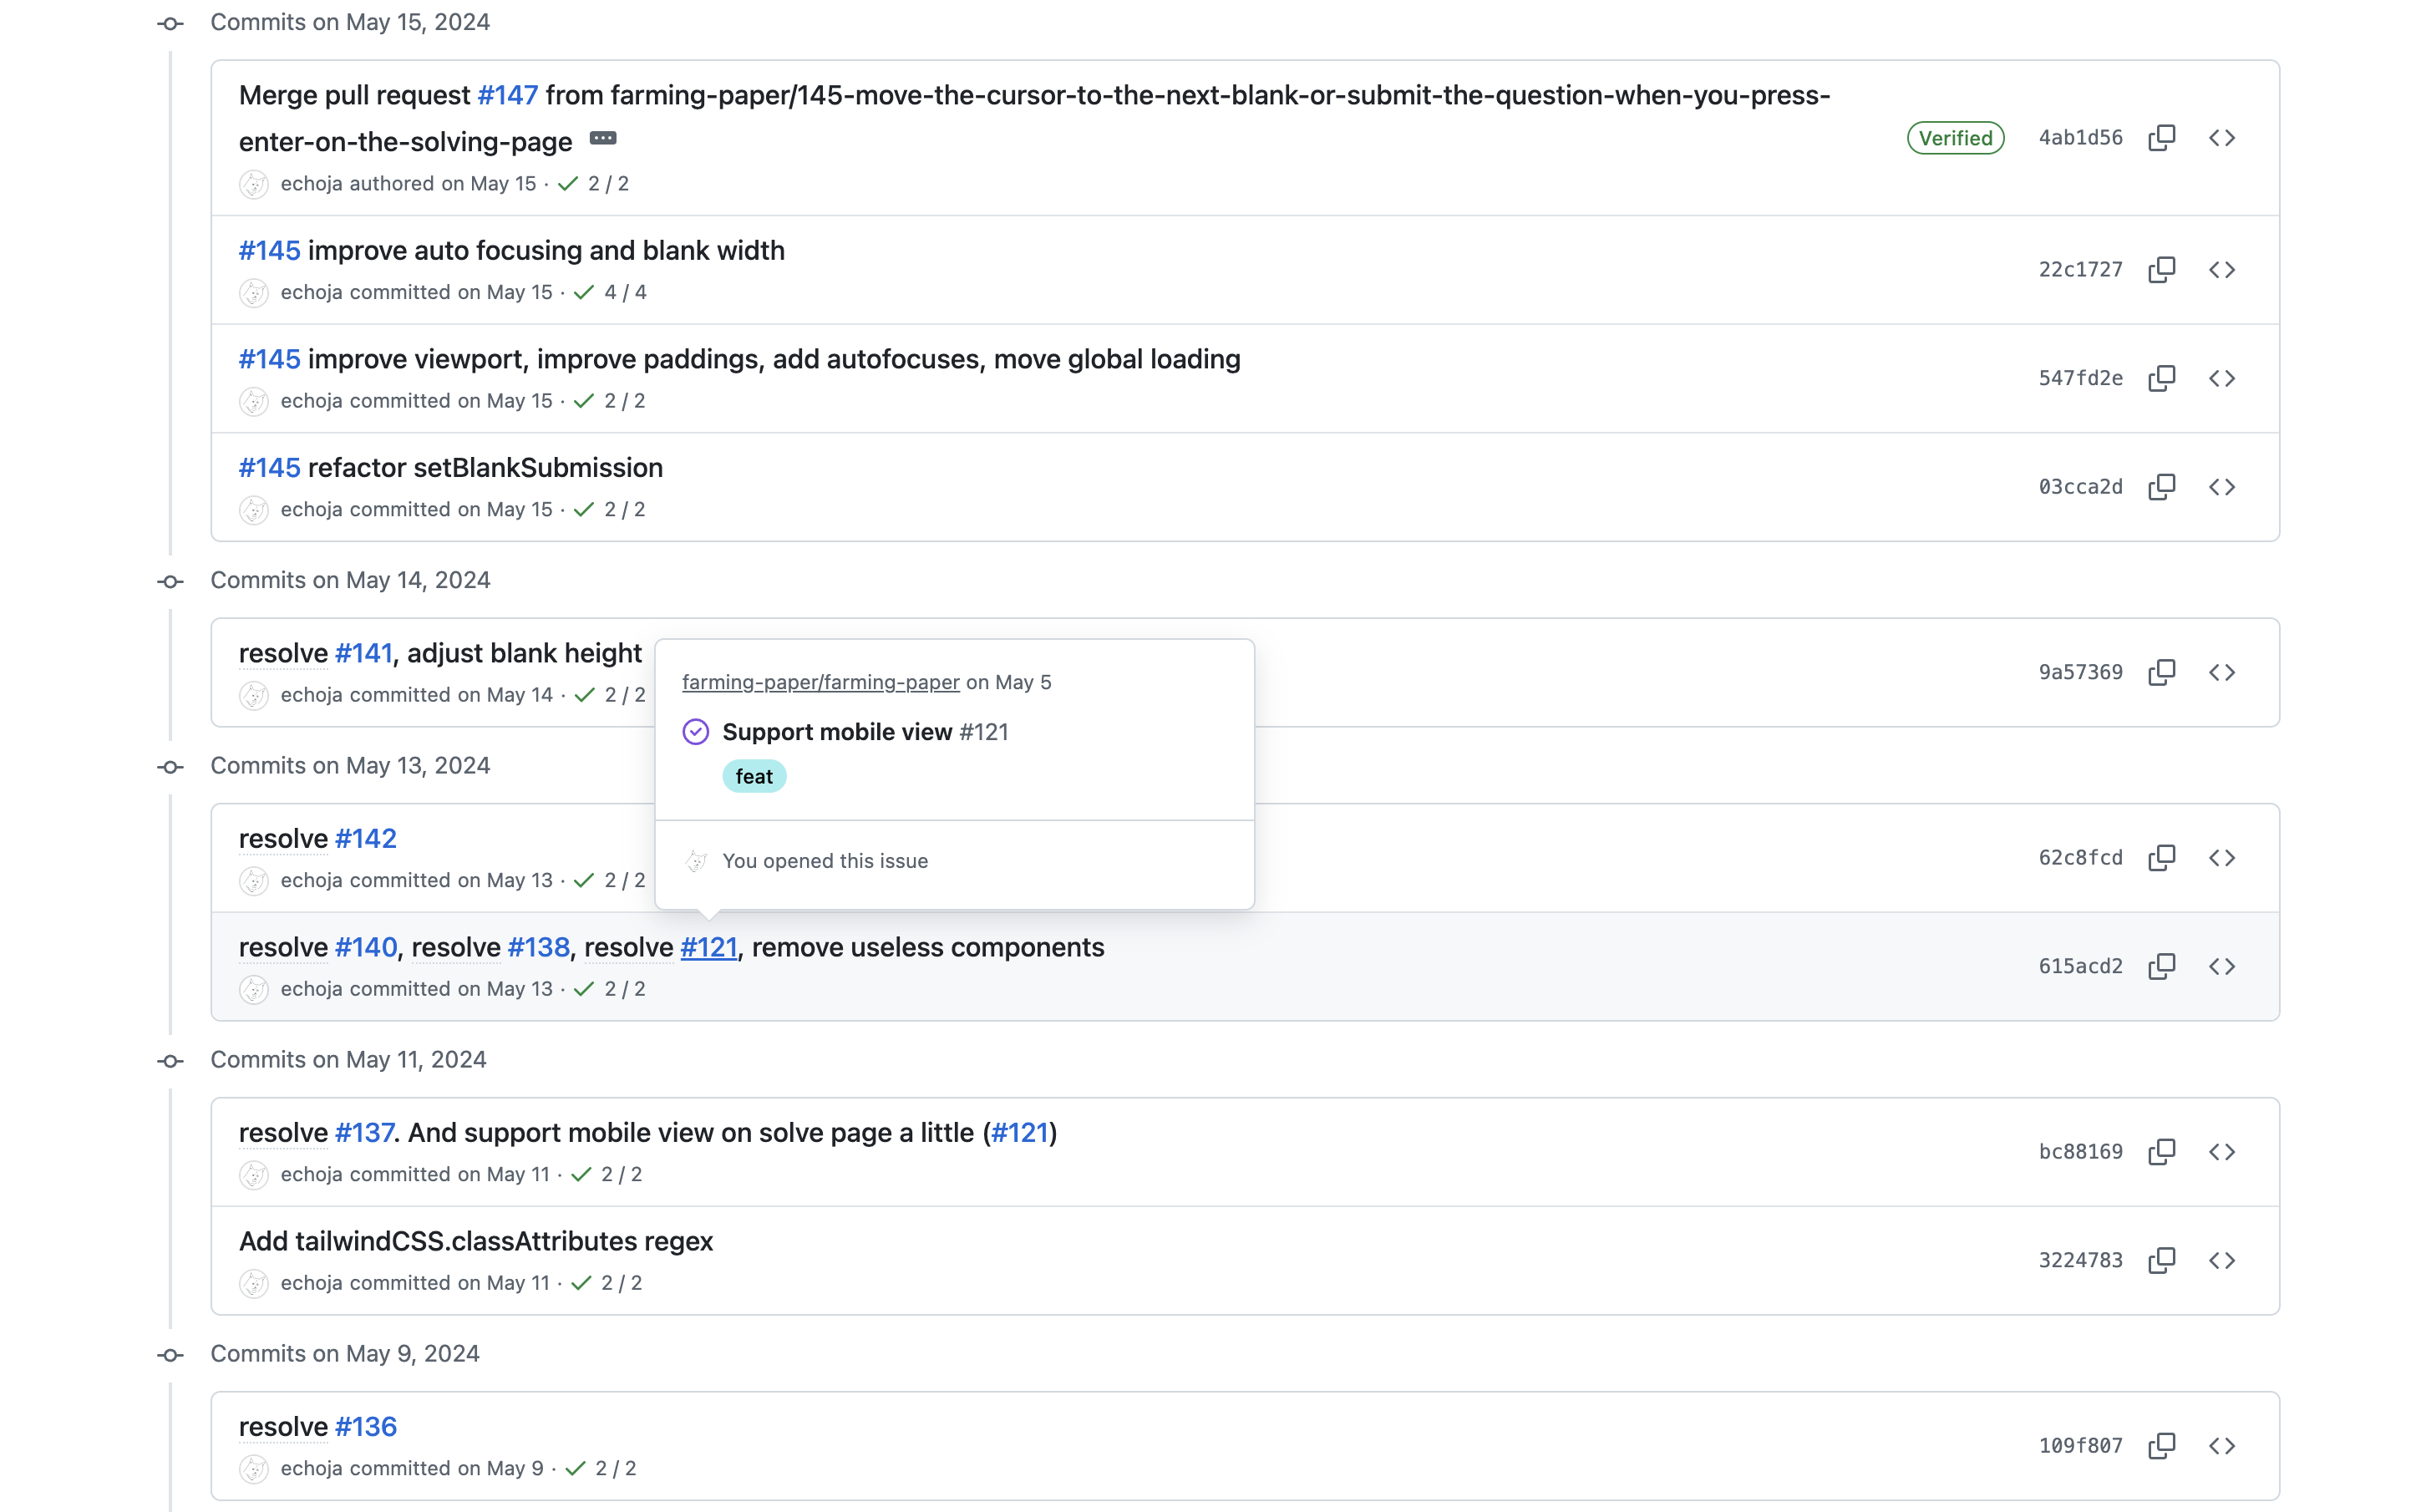 Commits on May 15, 2024
Merge pull request #147 from farming-paper/145-move-the-cursor-to-the-next-blank-or-submit-the-question-when-you-press-
enter-on-the-solving-page
Verified
4ab1d56
echoja authored on May 15 · 2 / 2
#145 improve auto focusing and blank width
22c1727
echoja committed on May 15 · 4 / 4
#145 improve viewport, improve paddings, add autofocuses, move global loading
547fd2e
echoja committed on May 15 · 2 / 2
#145 refactor setBlankSubmission
03cca2d
echoja committed on May 15 · 2 / 2
Commits on May 14, 2024
resolve #141, adjust blank height
9a57369
echoja committed on May 14 · 2 / 2
farming-paper/farming-paper on May 5
Support mobile view #121
feat
You opened this issue
Commits on May 13, 2024
resolve #142
62c8fcd
echoja committed on May 13 · 2 / 2
resolve #140, resolve #138, resolve #121, remove useless components
615acd2
echoja committed on May 13 · 2 / 2
Commits on May 11, 2024
resolve #137. And support mobile view on solve page a little (#121)
bc88169
echoja committed on May 11 · 2 / 2
Add tailwindCSS.classAttributes regex
3224783
echoja committed on May 11 · 2 / 2
Commits on May 9, 2024
resolve #136
109f807
echoja committed on May 9 · 2 / 2